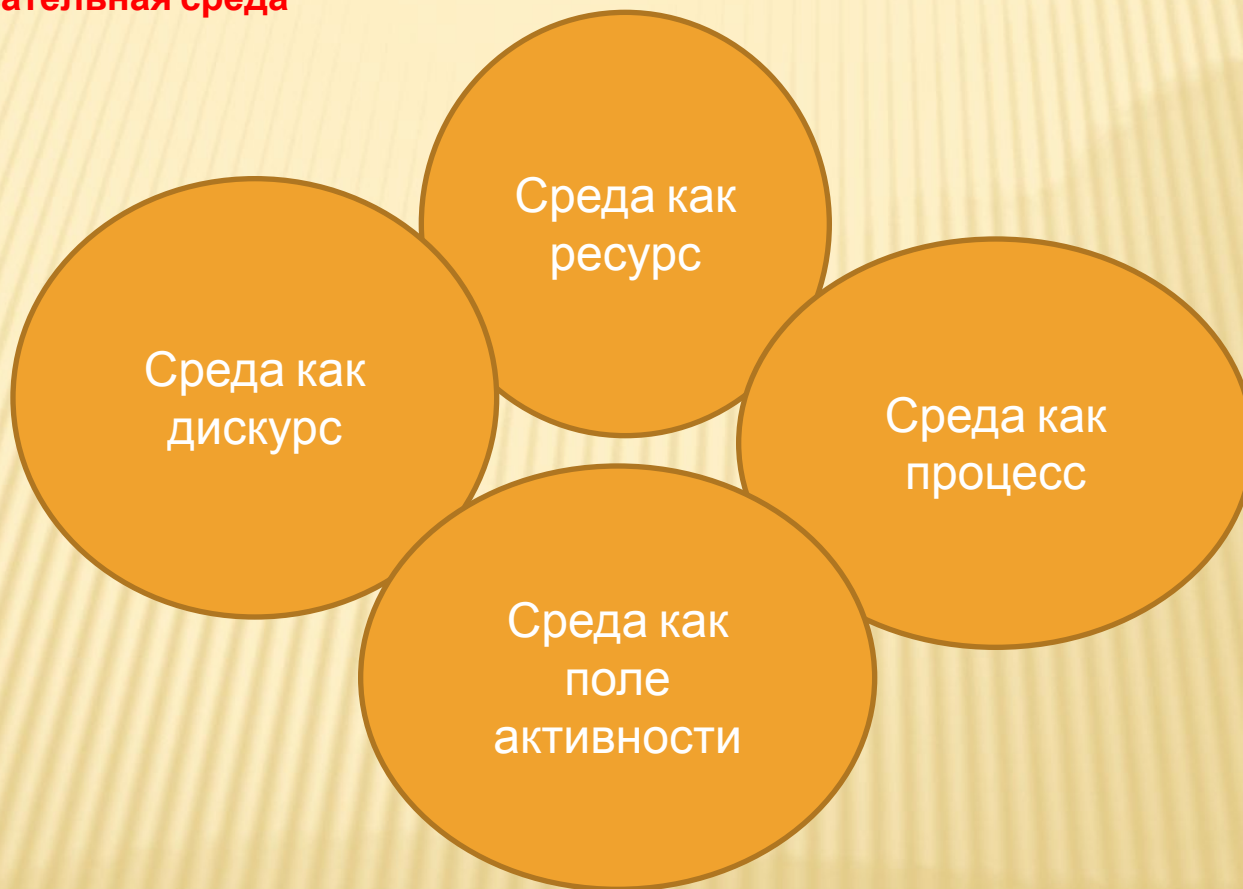 ательная среда
Среда как
ресурс
Среда как
дискурс
Среда как
процесс
Среда как
поле
активности